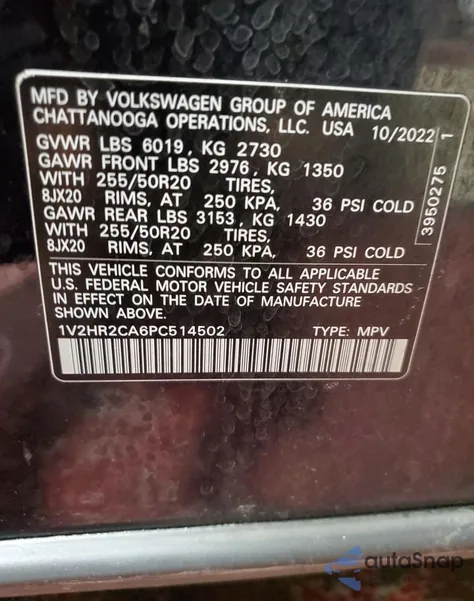 MFD BY VOLKSWAGEN GROUP OF AMERICA
CHATTANOOGA OPERATIONS, LLC. USA 10/2022
GVWR LBS 6019, KG 2730
GAWR FRONT LBS 2976, KG 1350
WITH 255/50R20 TIRES,
8JX20 RIMS, AT 250 KPA, 36 PSI COLD
GAWR REAR LBS 3153, KG 1430
WITH 255/50R20 TIRES,
8JX20 RIMS, AT 250 KPA, 36 PSI COLD
THIS VEHICLE CONFORMS TO ALL APPLICABLE
U.S. FEDERAL MOTOR VEHICLE SAFETY STANDARDS
IN EFFECT ON THE DATE OF MANUFACTURE
SHOWN ABOVE.
1V2HR2CA6PC514502 TYPE: MPV
3950275 1
autoSnap